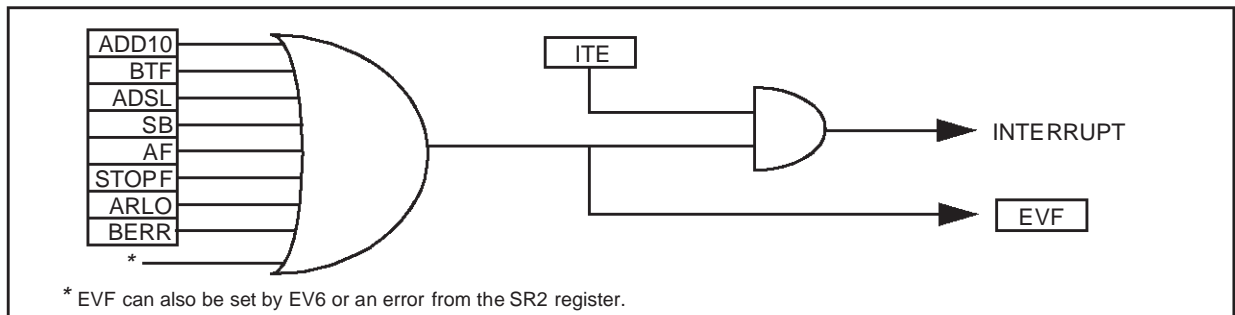 ADD10
BTF
ADSL
SB
AF
STOPF
ARLO
BERR
*
ITE
INTERRUPT
EVF
* EVF can also be set by EV6 or an error from the SR2 register.